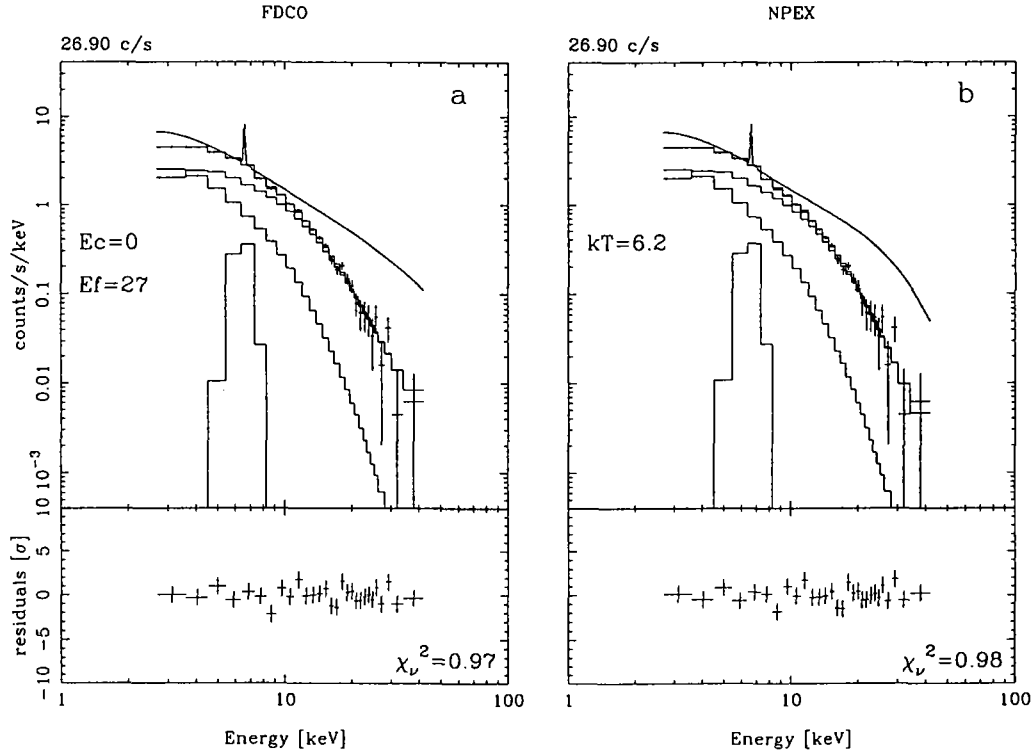 FDCO
26.90 c/s
a
Ec=0
Ef=27
counts/s/keV
10
1
0.1
0.01
10⁻³
residuals [σ]
5
0
−5
−10
χν²=0.97
1
10
100
Energy [keV]
NPEX
26.90 c/s
b
kT=6.2
χν²=0.98
1
10
100
Energy [keV]